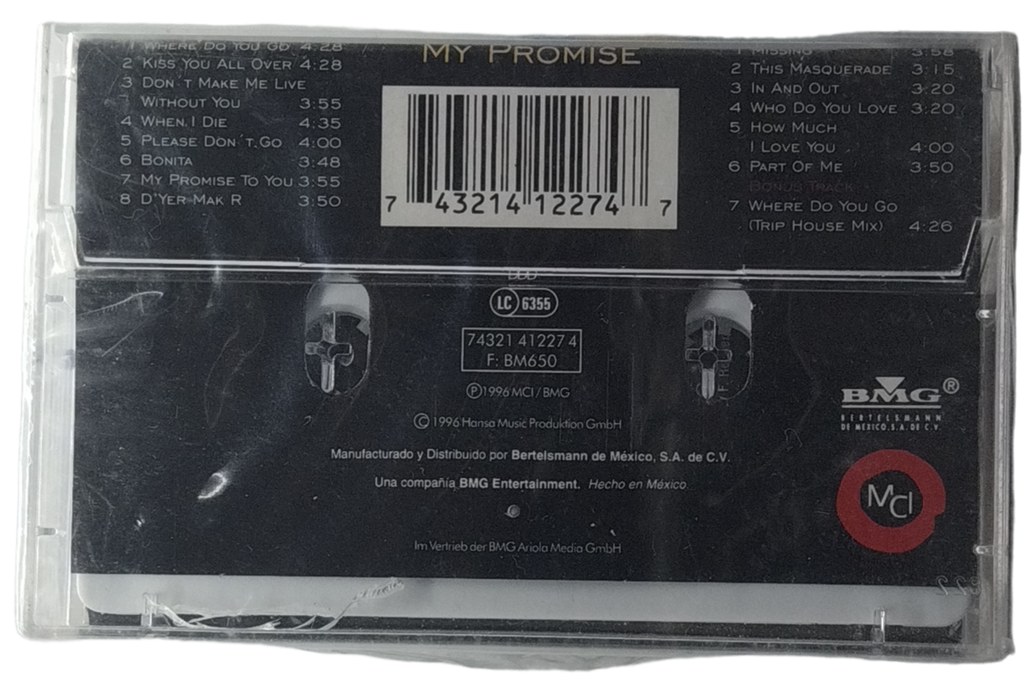 1 WHERE DO YOU GO 4:28
2 KISS YOU ALL OVER 4:28
3 DON´T MAKE ME LIVE
WITHOUT YOU 3:55
4 WHEN I DIE 4:35
5 PLEASE DON´T GO 4:00
6 BONITA 3:48
7 MY PROMISE TO YOU 3:55
8 D'YER MAK R 3:50
MY PROMISE
7 43214 12274 7
1 MISSING 3:58
2 THIS MASQUERADE 3:15
3 IN AND OUT 3:20
4 WHO DO YOU LOVE 3:20
5 HOW MUCH
I LOVE YOU 4:00
6 PART OF ME 3:50
BONUS TRACK
7 WHERE DO YOU GO
(TRIP HOUSE MIX) 4:26
DDD
LC 6355
74321 41227 4
F: BM650
Ⓟ1996 MCI/BMG
© 1996 Hansa Music Produktion GmbH
Manufacturado y Distribuido por Bertelsmann de México, S.A. de C.V.
Una compañía BMG Entertainment. Hecho en México
Im Vertrieb der BMG Ariola Media GmbH
BMG®
BERTELSMANN
DE MEXICO, S.A. DE C.V.
MCI